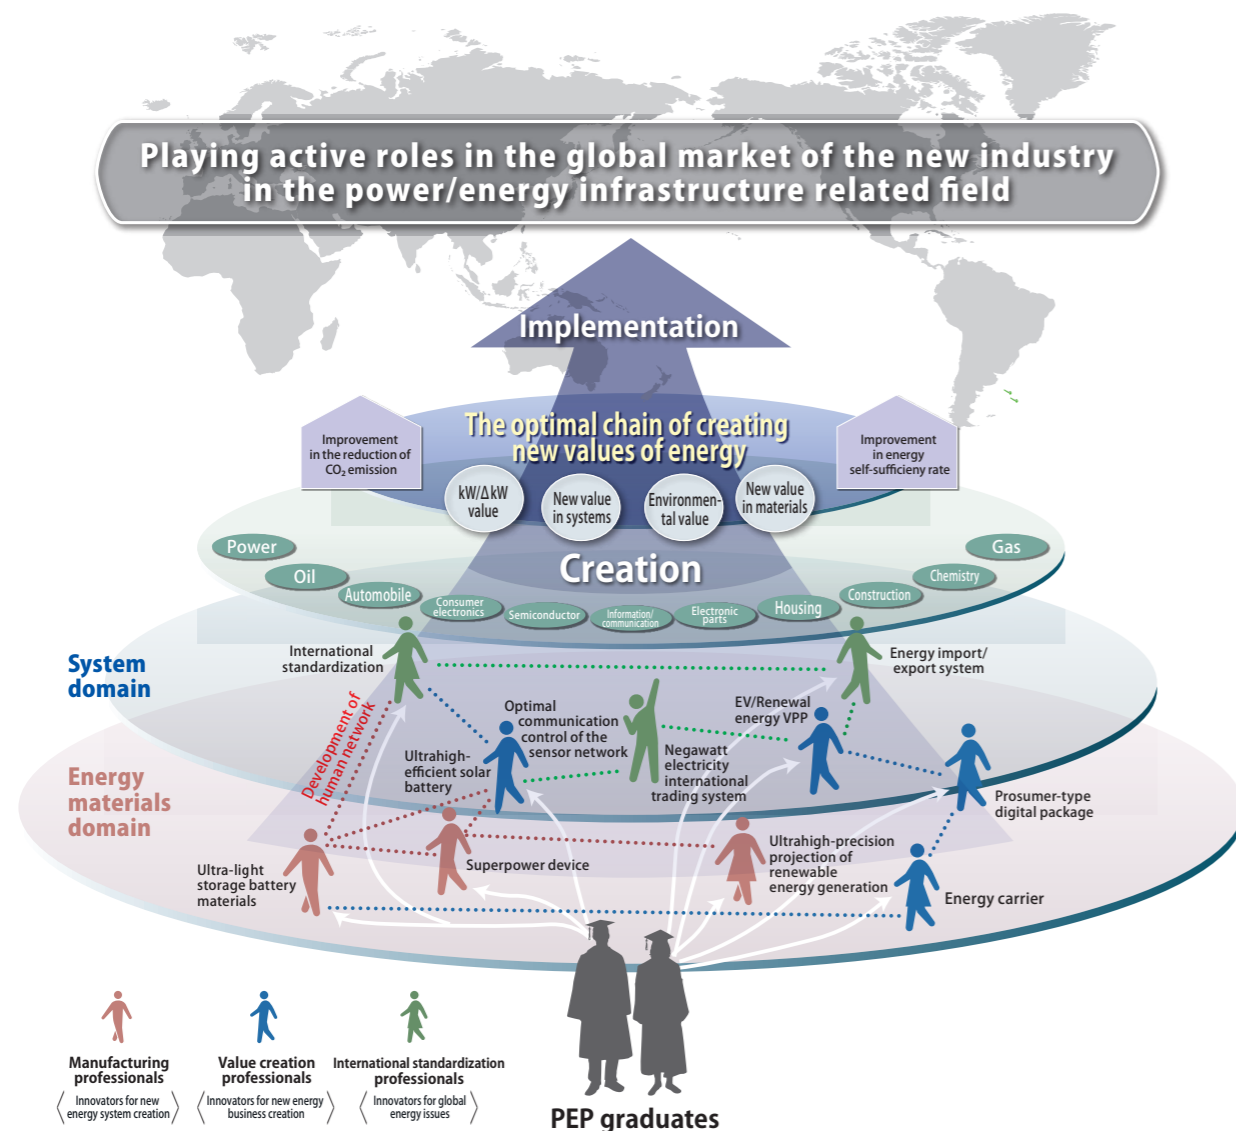 Playing active roles in the global market of the new industry
in the power/energy infrastructure related field
Implementation
The optimal chain of creating
new values of energy
Improvement
in the reduction of
CO₂ emission
Improvement
in energy
self-sufficieny rate
kW/ΔkW
value
New value
in systems
Environmen-
tal value
New value
in materials
Creation
Power
Oil
Automobile
Consumer
electronics
Semiconductor
Information/
communication
Electronic
parts
Housing
Construction
Chemistry
Gas
System
domain
International
standardization
Energy import/
export system
Development of
human network
Optimal
communication
control of the
sensor network
EV/Renewal
energy VPP
Ultrahigh-
efficient solar
battery
Negawatt
electricity
international
trading system
Energy
materials
domain
Prosumer-type
digital package
Ultra-light
storage battery
materials
Superpower device
Ultrahigh-precision
projection of
renewable
energy generation
Energy carrier
Manufacturing
professionals
Innovators for new
energy system creation
Value creation
professionals
Innovators for new energy
business creation
International standardization
professionals
Innovators for global
energy issues
PEP graduates